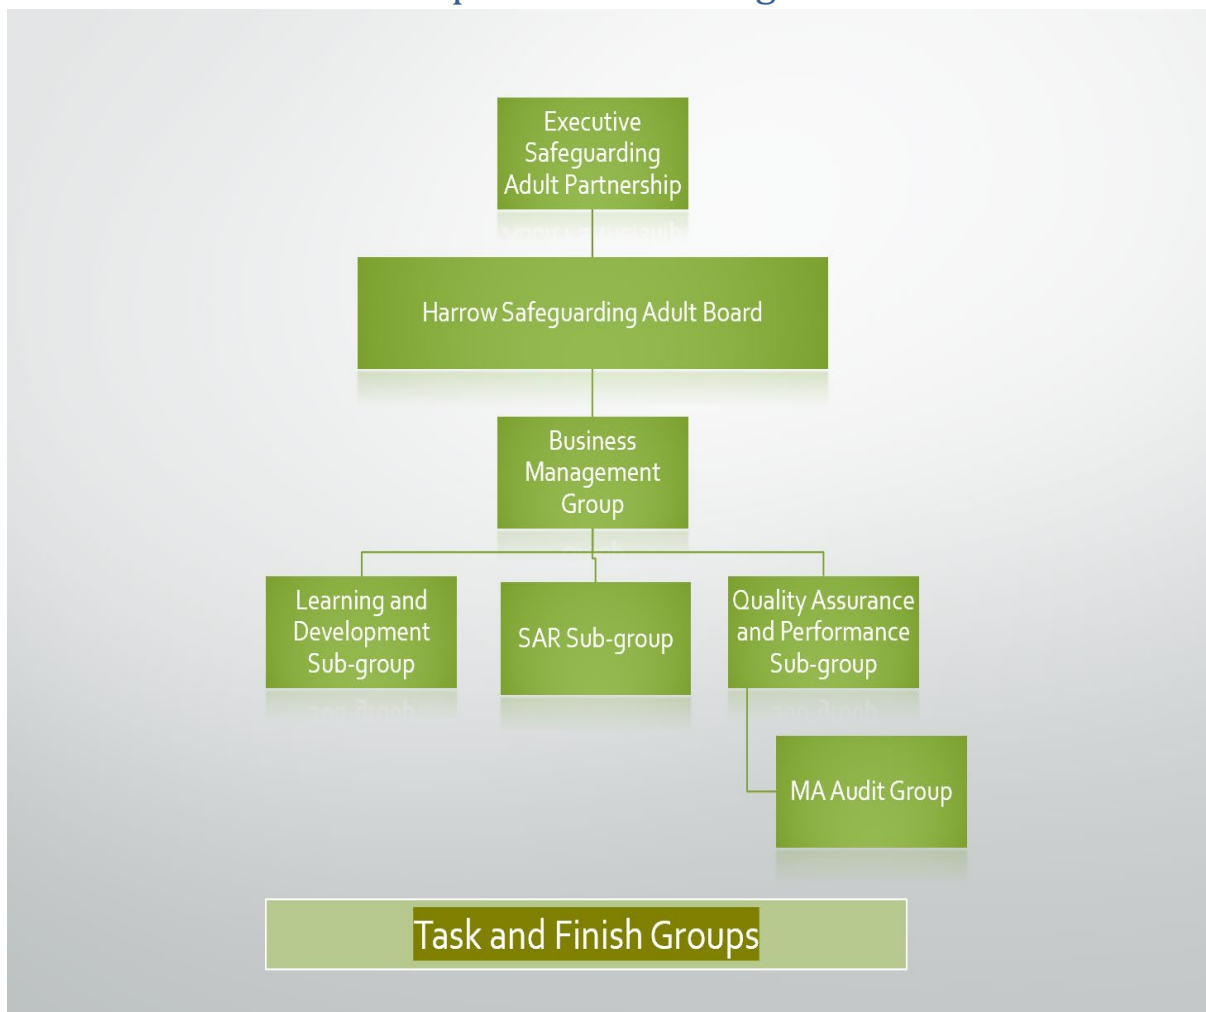 Executive
Safeguarding
Adult Partnership
Harrow Safeguarding Adult Board
Business
Management
Group
Learning and
Development
Sub-group
SAR Sub-group
Quality Assurance
and Performance
Sub-group
MA Audit Group
Task and Finish Groups